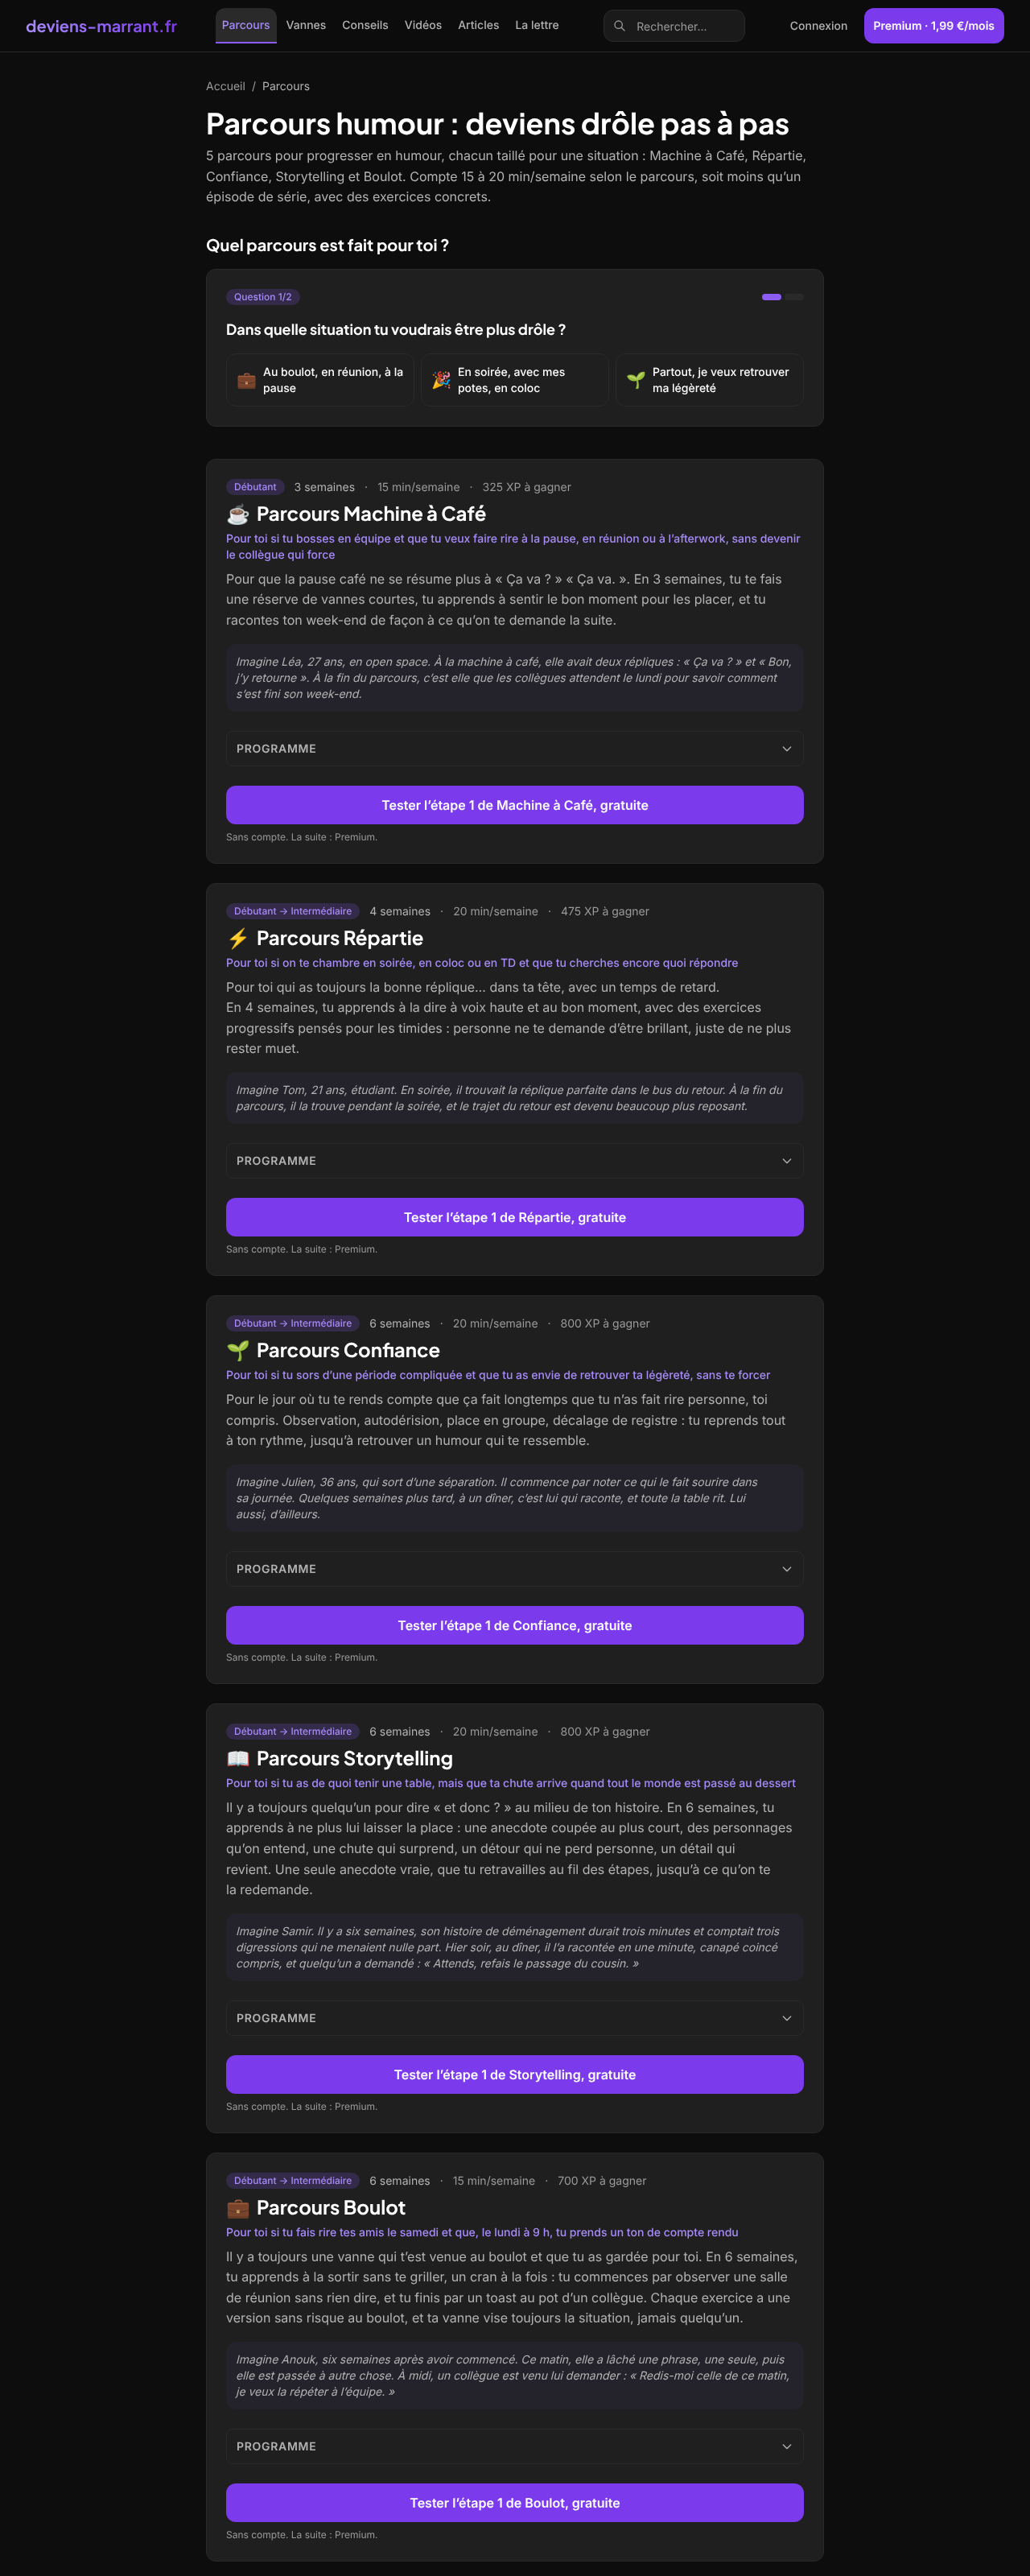 deviens-marrant.fr
Parcours
Vannes
Conseils
Vidéos
Articles
La lettre
Rechercher...
Connexion
Premium · 1,99 €/mois
Accueil / Parcours
Parcours humour : deviens drôle pas à pas
5 parcours pour progresser en humour, chacun taillé pour une situation : Machine à Café, Répartie,
Confiance, Storytelling et Boulot. Compte 15 à 20 min/semaine selon le parcours, soit moins qu’un
épisode de série, avec des exercices concrets.
Quel parcours est fait pour toi ?
Question 1/2
Dans quelle situation tu voudrais être plus drôle ?
Au boulot, en réunion, à la
pause
En soirée, avec mes
potes, en coloc
Partout, je veux retrouver
ma légèreté
Débutant 3 semaines · 15 min/semaine · 325 XP à gagner
Parcours Machine à Café
Pour toi si tu bosses en équipe et que tu veux faire rire à la pause, en réunion ou à l’afterwork, sans devenir
le collègue qui force
Pour que la pause café ne se résume plus à « Ça va ? » « Ça va. ». En 3 semaines, tu te fais
une réserve de vannes courtes, tu apprends à sentir le bon moment pour les placer, et tu
racontes ton week-end de façon à ce qu’on te demande la suite.
Imagine Léa, 27 ans, en open space. À la machine à café, elle avait deux répliques : « Ça va ? » et « Bon,
j’y retourne ». À la fin du parcours, c’est elle que les collègues attendent le lundi pour savoir comment
s’est fini son week-end.
PROGRAMME
Tester l’étape 1 de Machine à Café, gratuite
Sans compte. La suite : Premium.
Débutant → Intermédiaire 4 semaines · 20 min/semaine · 475 XP à gagner
Parcours Répartie
Pour toi si on te chambre en soirée, en coloc ou en TD et que tu cherches encore quoi répondre
Pour toi qui as toujours la bonne réplique... dans ta tête, avec un temps de retard.
En 4 semaines, tu apprends à la dire à voix haute et au bon moment, avec des exercices
progressifs pensés pour les timides : personne ne te demande d’être brillant, juste de ne plus
rester muet.
Imagine Tom, 21 ans, étudiant. En soirée, il trouvait la réplique parfaite dans le bus du retour. À la fin du
parcours, il la trouve pendant la soirée, et le trajet du retour est devenu beaucoup plus reposant.
PROGRAMME
Tester l’étape 1 de Répartie, gratuite
Sans compte. La suite : Premium.
Débutant → Intermédiaire 6 semaines · 20 min/semaine · 800 XP à gagner
Parcours Confiance
Pour toi si tu sors d’une période compliquée et que tu as envie de retrouver ta légèreté, sans te forcer
Pour le jour où tu te rends compte que ça fait longtemps que tu n’as fait rire personne, toi
compris. Observation, autodérision, place en groupe, décalage de registre : tu reprends tout
à ton rythme, jusqu’à retrouver un humour qui te ressemble.
Imagine Julien, 36 ans, qui sort d’une séparation. Il commence par noter ce qui le fait sourire dans
sa journée. Quelques semaines plus tard, à un dîner, c’est lui qui raconte, et toute la table rit. Lui
aussi, d’ailleurs.
PROGRAMME
Tester l’étape 1 de Confiance, gratuite
Sans compte. La suite : Premium.
Débutant → Intermédiaire 6 semaines · 20 min/semaine · 800 XP à gagner
Parcours Storytelling
Pour toi si tu as de quoi tenir une table, mais que ta chute arrive quand tout le monde est passé au dessert
Il y a toujours quelqu’un pour dire « et donc ? » au milieu de ton histoire. En 6 semaines, tu
apprends à ne plus lui laisser la place : une anecdote coupée au plus court, des personnages
qu’on entend, une chute qui surprend, un détour qui ne perd personne, un détail qui
revient. Une seule anecdote vraie, que tu retravailles au fil des étapes, jusqu’à ce qu’on te
la redemande.
Imagine Samir. Il y a six semaines, son histoire de déménagement durait trois minutes et comptait trois
digressions qui ne menaient nulle part. Hier soir, au dîner, il l’a racontée en une minute, canapé coincé
compris, et quelqu’un a demandé : « Attends, refais le passage du cousin. »
PROGRAMME
Tester l’étape 1 de Storytelling, gratuite
Sans compte. La suite : Premium.
Débutant → Intermédiaire 6 semaines · 15 min/semaine · 700 XP à gagner
Parcours Boulot
Pour toi si tu fais rire tes amis le samedi et que, le lundi à 9 h, tu prends un ton de compte rendu
Il y a toujours une vanne qui t’est venue au boulot et que tu as gardée pour toi. En 6 semaines,
tu apprends à la sortir sans te griller, un cran à la fois : tu commences par observer une salle
de réunion sans rien dire, et tu finis par un toast au pot d’un collègue. Chaque exercice a une
version sans risque au boulot, et ta vanne vise toujours la situation, jamais quelqu’un.
Imagine Anouk, six semaines après avoir commencé. Ce matin, elle a lâché une phrase, une seule, puis
elle est passée à autre chose. À midi, un collègue est venu lui demander : « Redis-moi celle de ce matin,
je veux la répéter à l’équipe. »
PROGRAMME
Tester l’étape 1 de Boulot, gratuite
Sans compte. La suite : Premium.